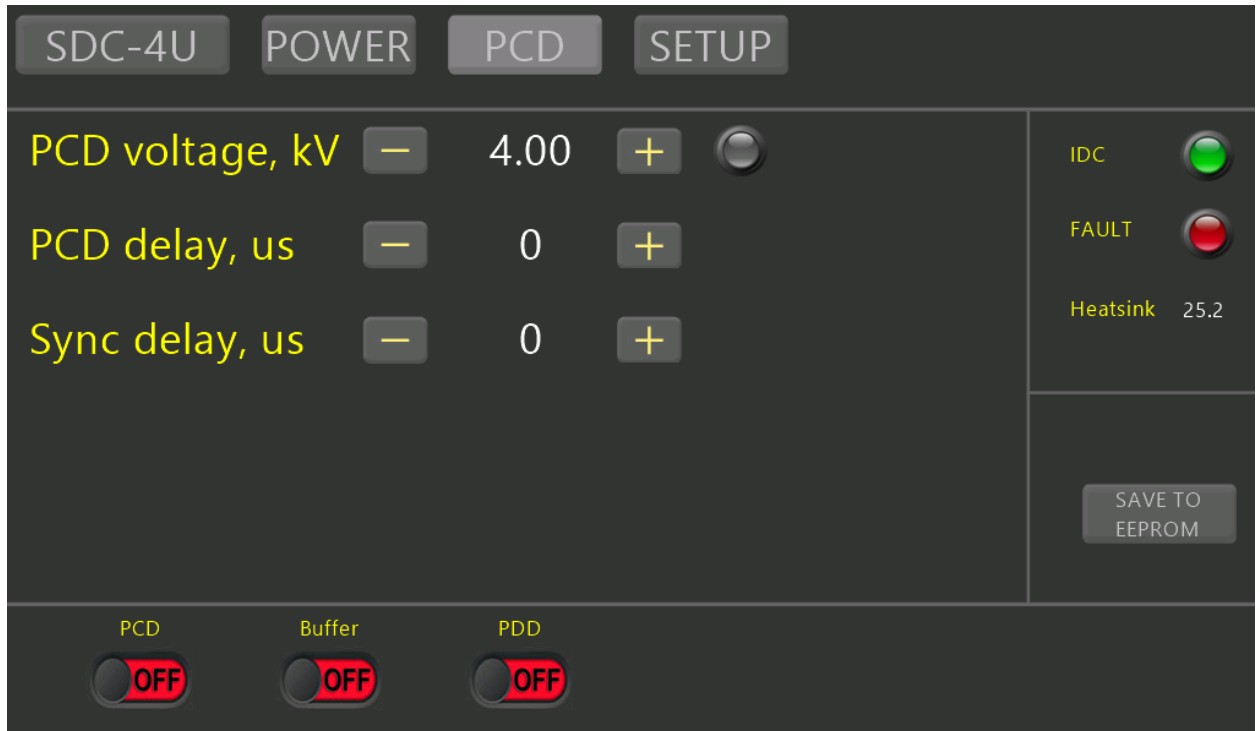 SDC-4U POWER PCD SETUP
PCD voltage, kV − 4.00 +
PCD delay, us − 0 +
Sync delay, us − 0 +
IDC
FAULT
Heatsink 25.2
SAVE TO
EEPROM
PCD Buffer PDD
OFF OFF OFF